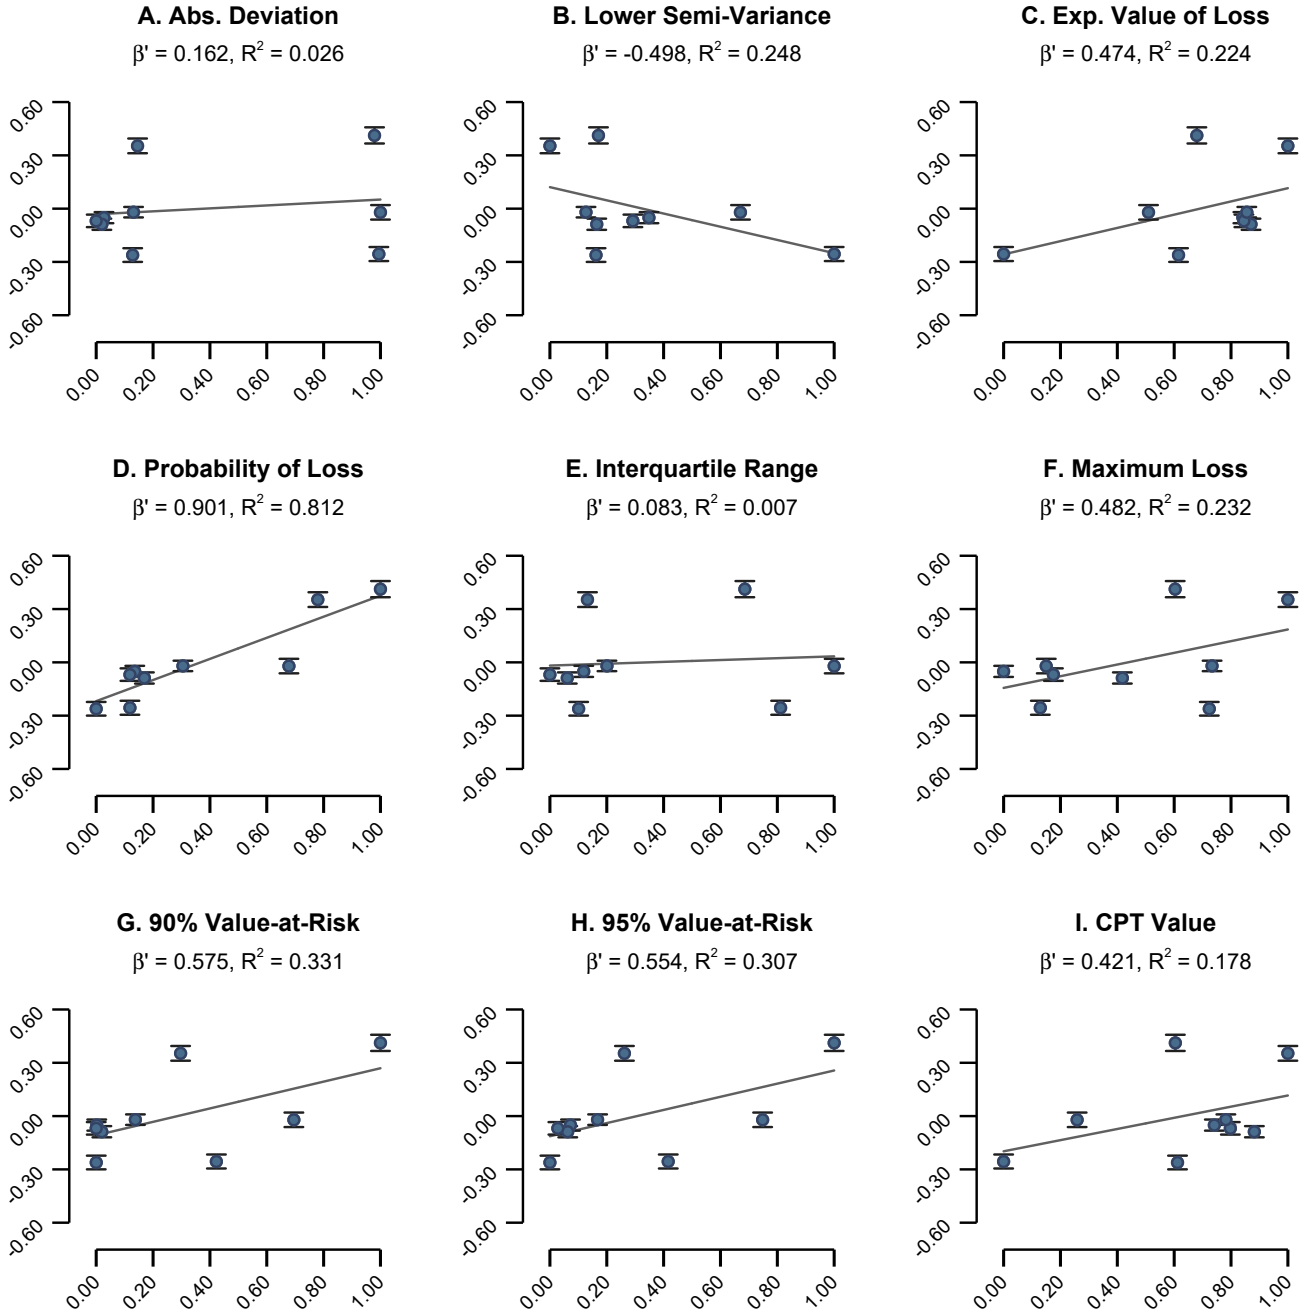 A. Abs. Deviation
β' = 0.162, R² = 0.026
0.60
0.30
0.00
-0.30
-0.60
0.00 0.20 0.40 0.60 0.80 1.00
B. Lower Semi-Variance
β' = -0.498, R² = 0.248
0.60
0.30
0.00
-0.30
-0.60
0.00 0.20 0.40 0.60 0.80 1.00
C. Exp. Value of Loss
β' = 0.474, R² = 0.224
0.60
0.30
0.00
-0.30
-0.60
0.00 0.20 0.40 0.60 0.80 1.00
D. Probability of Loss
β' = 0.901, R² = 0.812
0.60
0.30
0.00
-0.30
-0.60
0.00 0.20 0.40 0.60 0.80 1.00
E. Interquartile Range
β' = 0.083, R² = 0.007
0.60
0.30
0.00
-0.30
-0.60
0.00 0.20 0.40 0.60 0.80 1.00
F. Maximum Loss
β' = 0.482, R² = 0.232
0.60
0.30
0.00
-0.30
-0.60
0.00 0.20 0.40 0.60 0.80 1.00
G. 90% Value-at-Risk
β' = 0.575, R² = 0.331
0.60
0.30
0.00
-0.30
-0.60
0.00 0.20 0.40 0.60 0.80 1.00
H. 95% Value-at-Risk
β' = 0.554, R² = 0.307
0.60
0.30
0.00
-0.30
-0.60
0.00 0.20 0.40 0.60 0.80 1.00
I. CPT Value
β' = 0.421, R² = 0.178
0.60
0.30
0.00
-0.30
-0.60
0.00 0.20 0.40 0.60 0.80 1.00